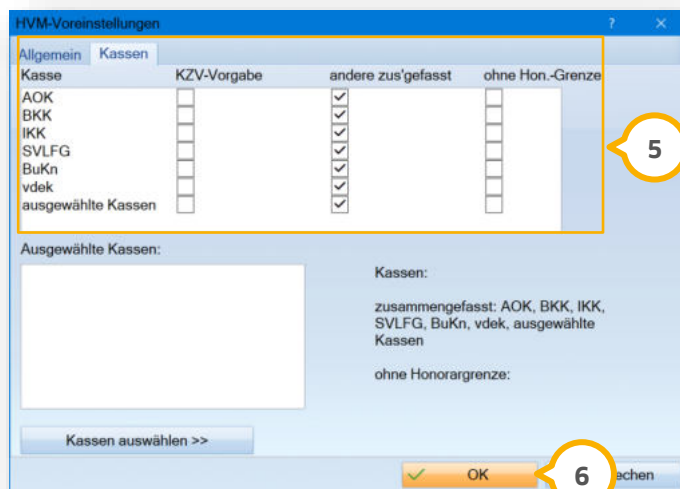 HVM-Voreinstellungen ? ×
Allgemein Kassen
Kasse KZV-Vorgabe andere zus'gefasst ohne Hon.-Grenze
AOK
BKK
IKK
SVLFG
BuKn
vdek
ausgewählte Kassen
5
Ausgewählte Kassen:
Kassen:
zusammengefasst: AOK, BKK, IKK,
SVLFG, BuKn, vdek, ausgewählte
Kassen
ohne Honorargrenze:
Kassen auswählen >>
OK 6 echen